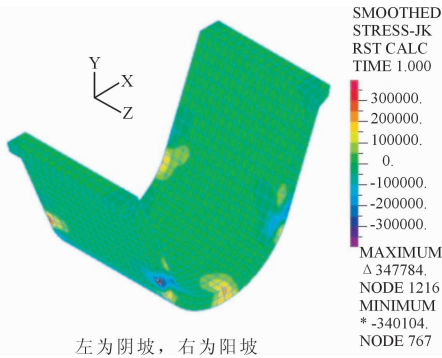 SMOOTHED
STRESS-JK
RST CALC
TIME 1.000
Y
X
Z
300000.
200000.
100000.
0.
-100000.
-200000.
-300000.
MAXIMUM
Δ 347784.
NODE 1216
MINIMUM
* -340104.
NODE 767
左为阴坡，右为阳坡